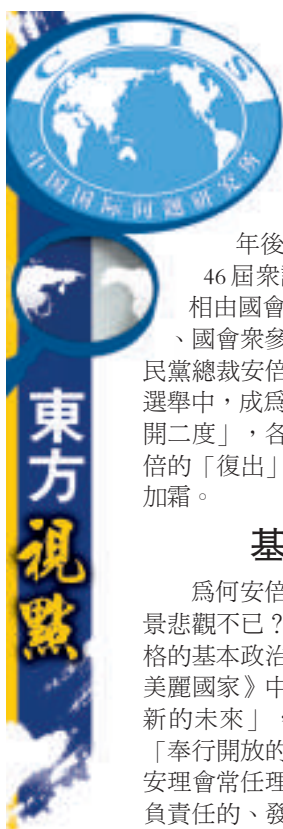 CIIS
中国国际问题研究所
東方視點
年後
46屆衆
相由國會
、國會衆參
民黨總裁安倍
選舉中，成爲
開二度」，各
倍的「復出」
加霜。
基
爲何安倍
景悲觀不已？
格的基本政治
美麗國家》中
新的未來」，
「奉行開放的
安理會常任理
負責任的、發